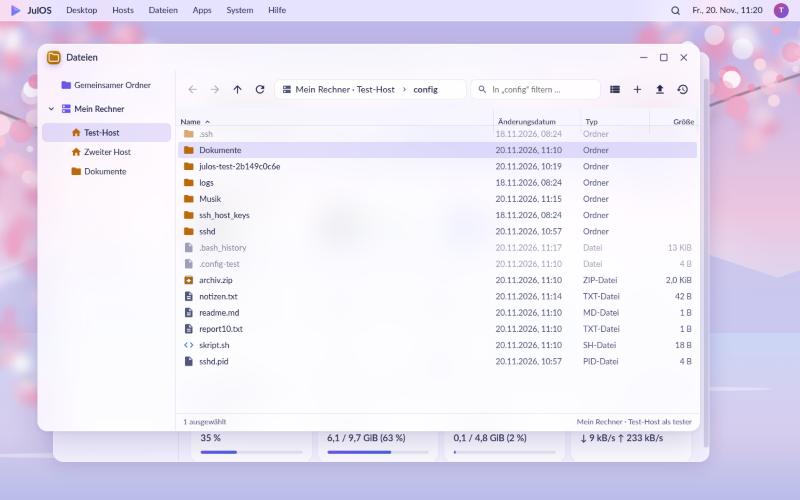 JulOS Desktop Hosts Dateien Apps System Hilfe Fr., 20. Nov., 11:20 T
Dateien
Gemeinsamer Ordner
Mein Rechner
Test-Host
Zweiter Host
Dokumente
Mein Rechner · Test-Host › config In „config“ filtern ...
Name Änderungsdatum Typ Größe
.ssh 18.11.2026, 08:24 Ordner
Dokumente 20.11.2026, 11:10 Ordner
julos-test-2b149c0c6e 20.11.2026, 10:19 Ordner
logs 18.11.2026, 08:24 Ordner
Musik 20.11.2026, 11:15 Ordner
ssh_host_keys 18.11.2026, 08:24 Ordner
sshd 20.11.2026, 10:57 Ordner
.bash_history 20.11.2026, 11:17 Datei 13 KiB
.config-test 20.11.2026, 11:10 Datei 4 B
archiv.zip 20.11.2026, 11:10 ZIP-Datei 2,0 KiB
notizen.txt 20.11.2026, 11:14 TXT-Datei 42 B
readme.md 20.11.2026, 11:10 MD-Datei 1 B
report10.txt 20.11.2026, 11:10 TXT-Datei 1 B
skript.sh 20.11.2026, 11:10 SH-Datei 18 B
sshd.pid 20.11.2026, 10:57 PID-Datei 4 B
1 ausgewählt Mein Rechner · Test-Host als tester
35 % 6,1 / 9,7 GiB (63 %) 0,1 / 4,8 GiB (2 %) ↓ 9 kB/s ↑ 233 kB/s